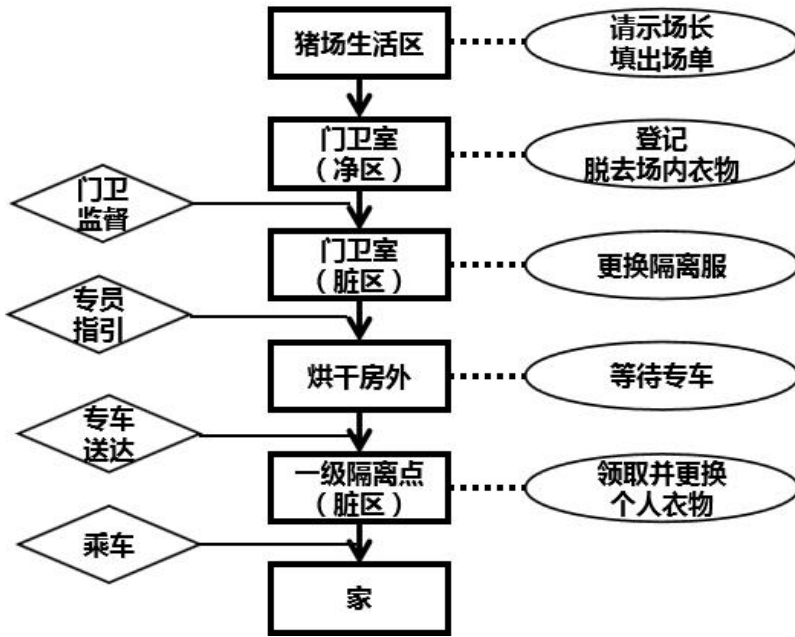 猪场生活区
请示场长
填出场单
门卫室
（净区）
登记
脱去场内衣物
门卫
监督
门卫室
（脏区）
更换隔离服
专员
指引
烘干房外
等待专车
专车
送达
一级隔离点
（脏区）
领取并更换
个人衣物
乘车
家